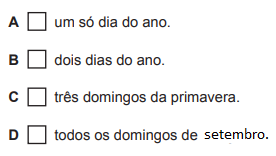 A um só dia do ano.
B dois dias do ano.
C três domingos da primavera.
D todos os domingos de setembro.